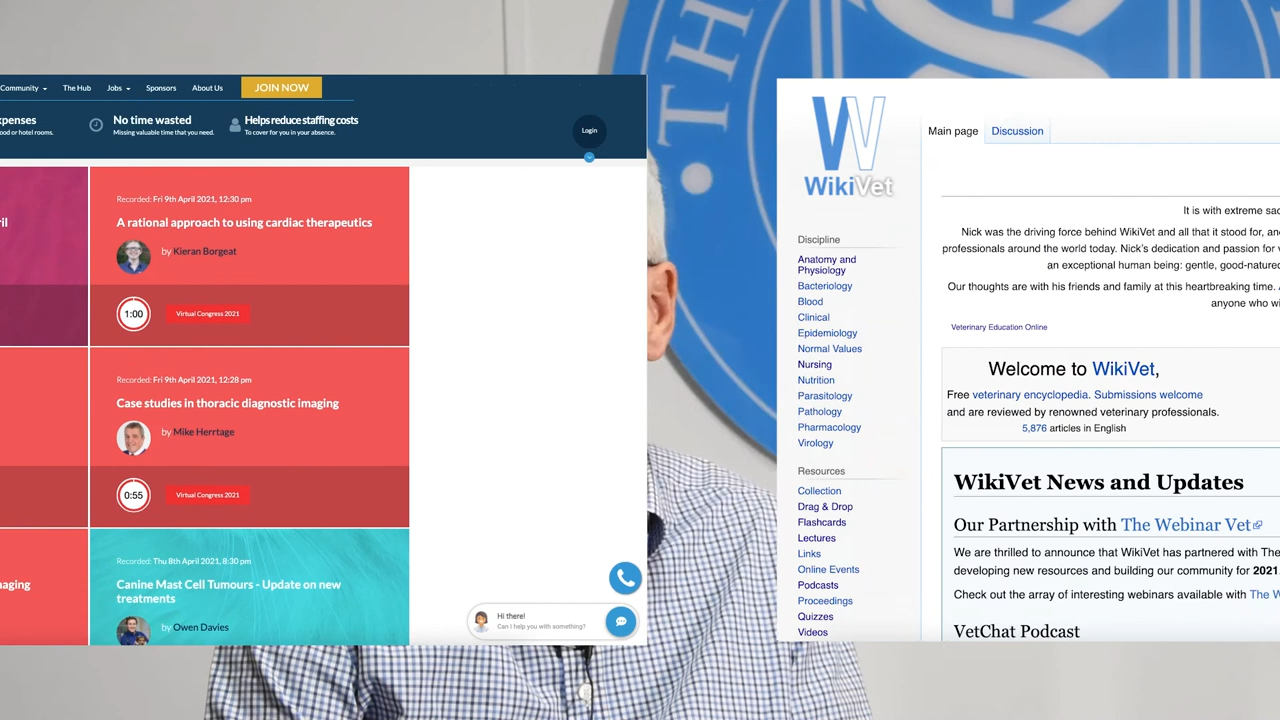 TH
Community
The Hub
Jobs
Sponsors
About Us
JOIN NOW
xpenses
ood or hotel rooms.
No time wasted
Missing valuable time that you need.
Helps reduce staffing costs
To cover for you in your absence.
Login
ril
Recorded: Fri 9th April 2021, 12:30 pm
A rational approach to using cardiac therapeutics
by Kieran Borgeat
1:00
Virtual Congress 2021
Recorded: Fri 9th April 2021, 12:28 pm
Case studies in thoracic diagnostic imaging
by Mike Herrtage
0:55
Virtual Congress 2021
maging
Recorded: Thu 8th April 2021, 8:30 pm
Canine Mast Cell Tumours - Update on new
treatments
by Owen Davies
Hi there!
Can I help you with something?
W
WikiVet
Discipline
Anatomy and
Physiology
Bacteriology
Blood
Clinical
Epidemiology
Normal Values
Nursing
Nutrition
Parasitology
Pathology
Pharmacology
Virology
Resources
Collection
Drag & Drop
Flashcards
Lectures
Links
Online Events
Podcasts
Proceedings
Quizzes
Videos
Main page
Discussion
It is with extreme sad
Nick was the driving force behind WikiVet and all that it stood for, and
professionals around the world today. Nick's dedication and passion for v
an exceptional human being: gentle, good-natured
Our thoughts are with his friends and family at this heartbreaking time. A
anyone who wi
Veterinary Education Online
Welcome to WikiVet,
Free veterinary encyclopedia. Submissions welcome
and are reviewed by renowned veterinary professionals.
5,876 articles in English
WikiVet News and Updates
Our Partnership with The Webinar Vet
We are thrilled to announce that WikiVet has partnered with The
developing new resources and building our community for 2021.
Check out the array of interesting webinars available with The W
VetChat Podcast